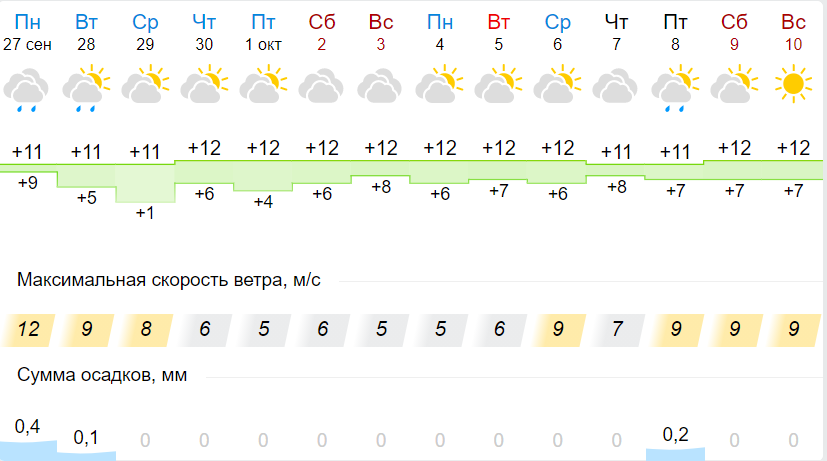 Пн Вт Ср Чт Пт Сб Вс Пн Вт Ср Чт Пт Сб Вс
27 сен 28 29 30 1 окт 2 3 4 5 6 7 8 9 10
+11 +11 +11 +12 +12 +12 +12 +12 +12 +12 +11 +11 +12 +12
+9 +5 +1 +6 +4 +6 +8 +6 +7 +6 +8 +7 +7 +7
Максимальная скорость ветра, м/с
12 9 8 6 5 6 5 5 6 9 7 9 9 9
Сумма осадков, мм
0,4 0,1 0 0 0 0 0 0 0 0 0 0,2 0 0